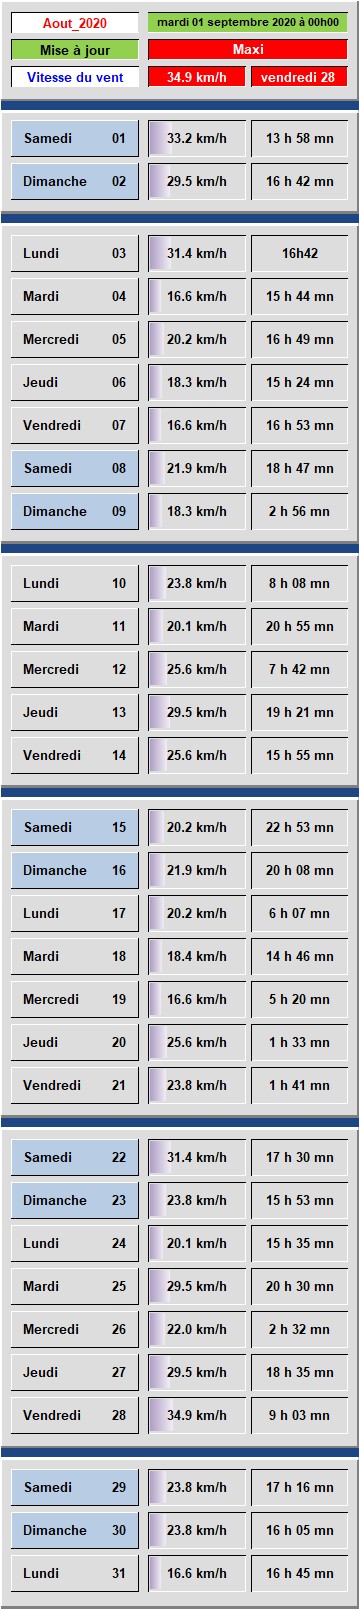 Aout_2020 mardi 01 septembre 2020 à 00h00
Mise à jour Maxi
Vitesse du vent 34.9 km/h vendredi 28
Samedi 01 33.2 km/h 13 h 58 mn
Dimanche 02 29.5 km/h 16 h 42 mn
Lundi 03 31.4 km/h 16h42
Mardi 04 16.6 km/h 15 h 44 mn
Mercredi 05 20.2 km/h 16 h 49 mn
Jeudi 06 18.3 km/h 15 h 24 mn
Vendredi 07 16.6 km/h 16 h 53 mn
Samedi 08 21.9 km/h 18 h 47 mn
Dimanche 09 18.3 km/h 2 h 56 mn
Lundi 10 23.8 km/h 8 h 08 mn
Mardi 11 20.1 km/h 20 h 55 mn
Mercredi 12 25.6 km/h 7 h 42 mn
Jeudi 13 29.5 km/h 19 h 21 mn
Vendredi 14 25.6 km/h 15 h 55 mn
Samedi 15 20.2 km/h 22 h 53 mn
Dimanche 16 21.9 km/h 20 h 08 mn
Lundi 17 20.2 km/h 6 h 07 mn
Mardi 18 18.4 km/h 14 h 46 mn
Mercredi 19 16.6 km/h 5 h 20 mn
Jeudi 20 25.6 km/h 1 h 33 mn
Vendredi 21 23.8 km/h 1 h 41 mn
Samedi 22 31.4 km/h 17 h 30 mn
Dimanche 23 23.8 km/h 15 h 53 mn
Lundi 24 20.1 km/h 15 h 35 mn
Mardi 25 29.5 km/h 20 h 30 mn
Mercredi 26 22.0 km/h 2 h 32 mn
Jeudi 27 29.5 km/h 18 h 35 mn
Vendredi 28 34.9 km/h 9 h 03 mn
Samedi 29 23.8 km/h 17 h 16 mn
Dimanche 30 23.8 km/h 16 h 05 mn
Lundi 31 16.6 km/h 16 h 45 mn